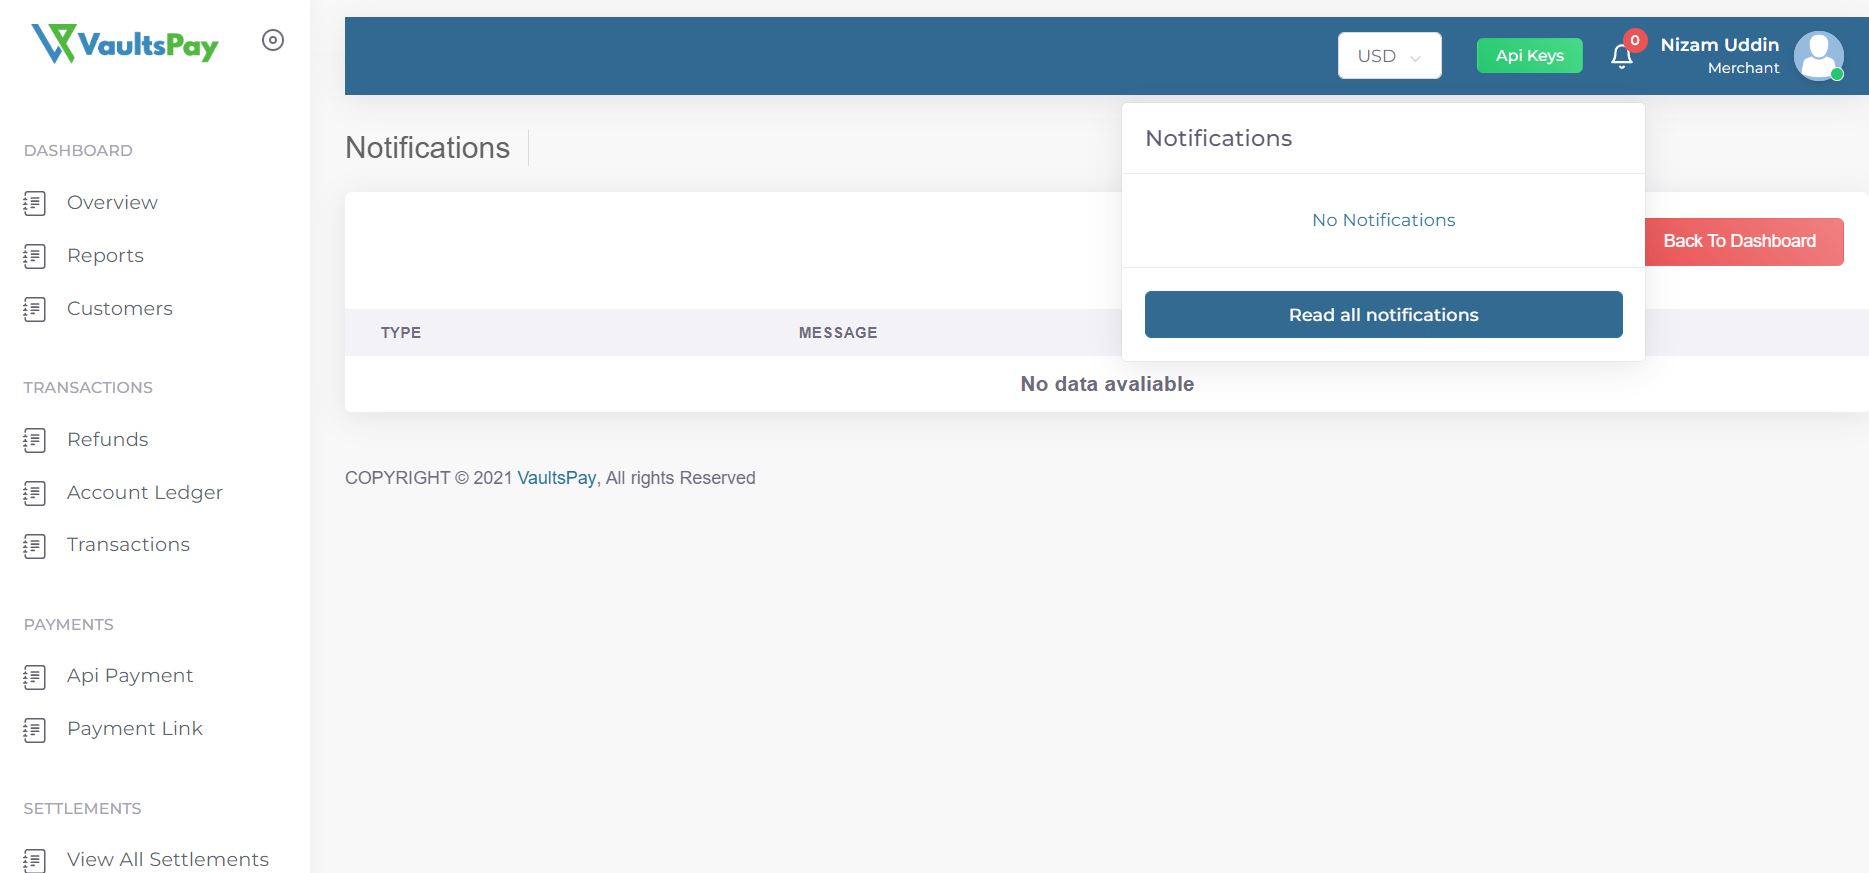 VaultsPay
USD
Api Keys
0
Nizam Uddin
Merchant
DASHBOARD
Overview
Reports
Customers
TRANSACTIONS
Refunds
Account Ledger
Transactions
PAYMENTS
Api Payment
Payment Link
SETTLEMENTS
View All Settlements
Notifications
Notifications
No Notifications
Read all notifications
Back To Dashboard
TYPE MESSAGE
No data avaliable
COPYRIGHT © 2021 VaultsPay, All rights Reserved